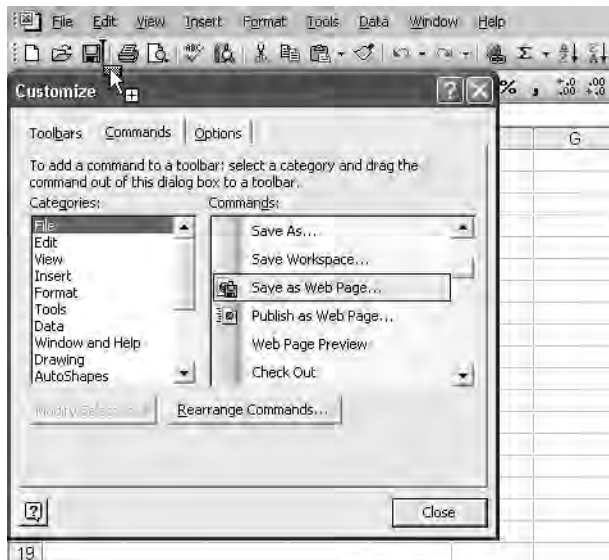 File Edit View Insert Format Tools Data Window Help
ABC Σ
Customize ? X % , .00 .00
G
Toolbars Commands Options
To add a command to a toolbar: select a category and drag the
command out of this dialog box to a toolbar.
Categories: Commands:
File
Edit
View
Insert
Format
Tools
Data
Window and Help
Drawing
AutoShapes
Save As...
Save Workspace...
Save as Web Page...
Publish as Web Page...
Web Page Preview
Check Out
Rearrange Commands...
? Close
19